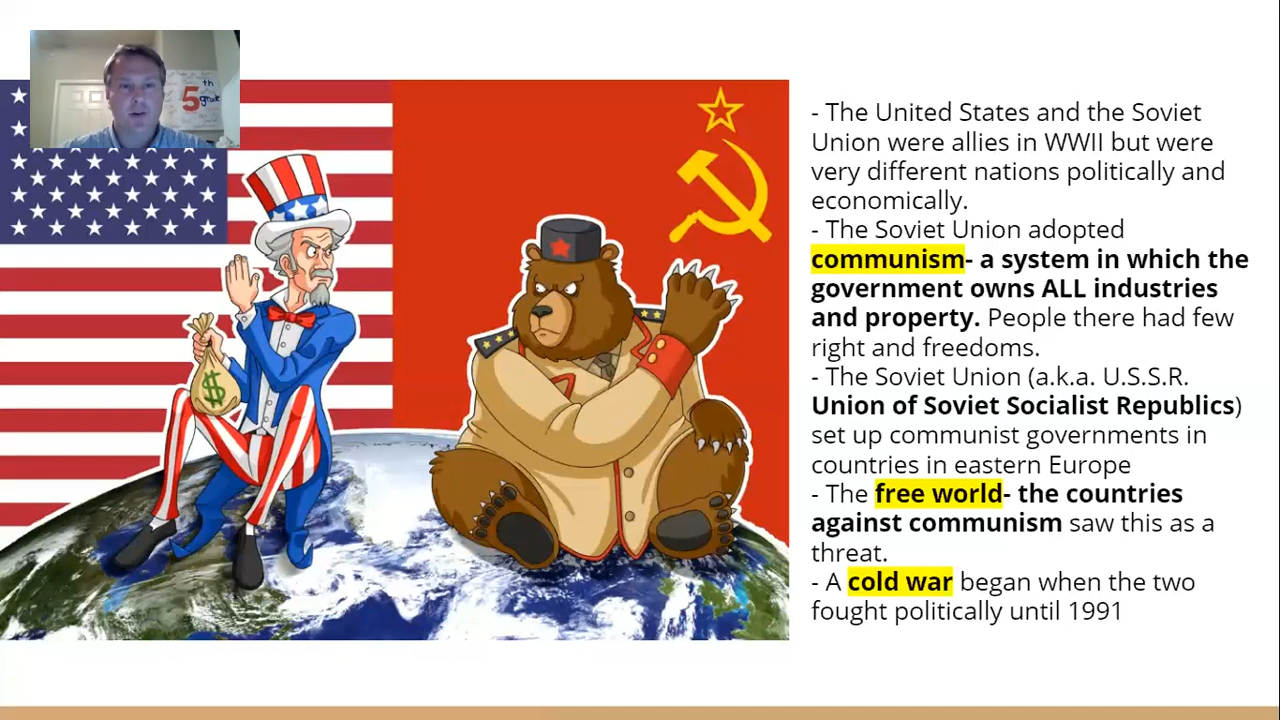 5th
grade
$
- The United States and the Soviet
Union were allies in WWII but were
very different nations politically and
economically.
- The Soviet Union adopted
communism- a system in which the
government owns ALL industries
and property. People there had few
right and freedoms.
- The Soviet Union (a.k.a. U.S.S.R.
Union of Soviet Socialist Republics)
set up communist governments in
countries in eastern Europe
- The free world- the countries
against communism saw this as a
threat.
- A cold war began when the two
fought politically until 1991